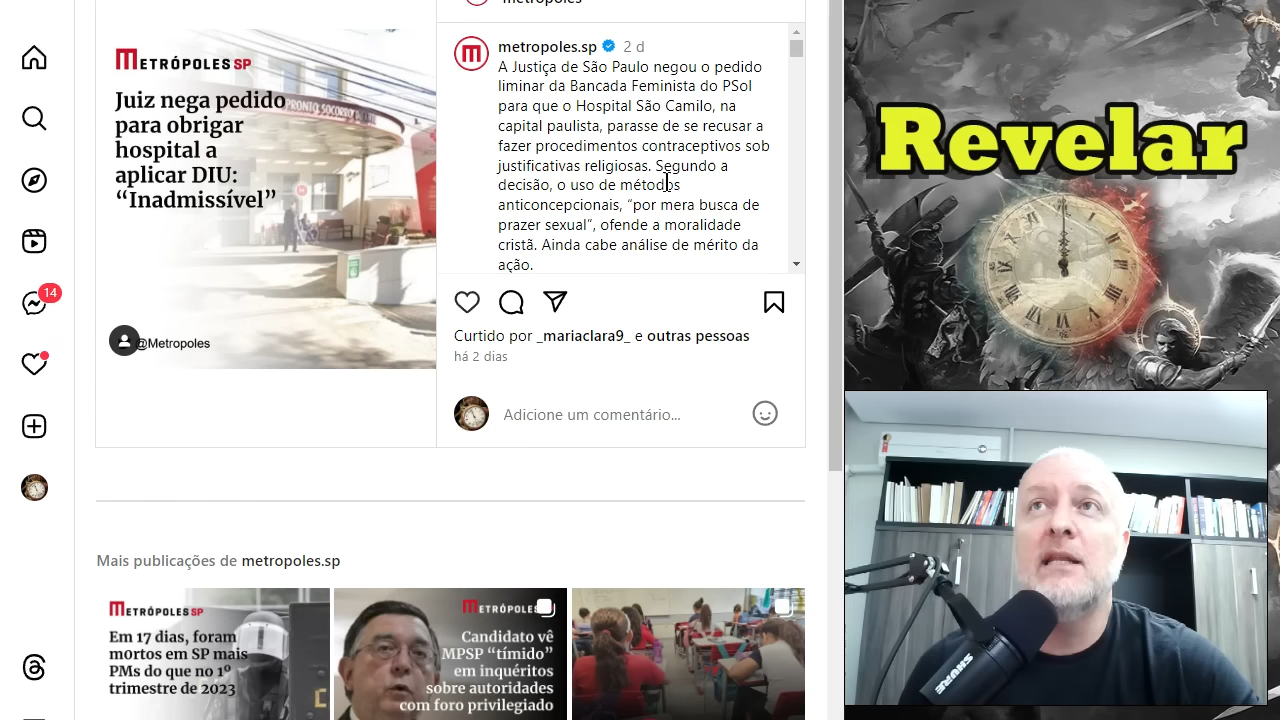 metropoles
METRÓPOLES SP
Juiz nega pedido
para obrigar
hospital a
aplicar DIU:
“Inadmissível”
PRONTO SOCORRO
@Metropoles
metropoles.sp 2 d
A Justiça de São Paulo negou o pedido
liminar da Bancada Feminista do PSol
para que o Hospital São Camilo, na
capital paulista, parasse de se recusar a
fazer procedimentos contraceptivos sob
justificativas religiosas. Segundo a
decisão, o uso de métodos
anticoncepcionais, “por mera busca de
prazer sexual”, ofende a moralidade
cristã. Ainda cabe análise de mérito da
ação.
Curtido por _mariaclara9_ e outras pessoas
há 2 dias
Adicione um comentário...
14
Mais publicações de metropoles.sp
METRÓPOLES SP
Em 17 dias, foram
mortos em SP mais
PMs do que no 1º
trimestre de 2023
METRÓPOLES
Candidato vê
MPSP “tímido”
em inquéritos
sobre autoridades
com foro privilegiado
Revelar
SHURE